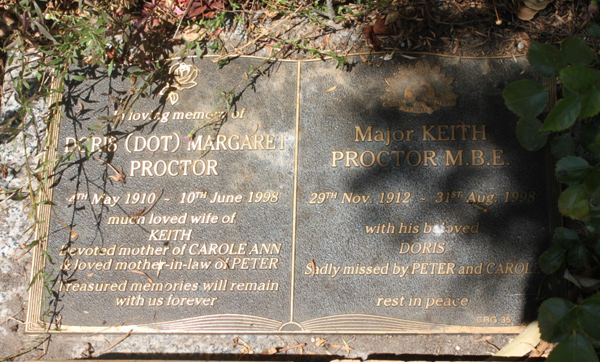 In loving memory of
DORIS (DOT) MARGARET
PROCTOR
4TH May 1910 - 10TH June 1998
much loved wife of
KEITH
Devoted mother of CAROLE ANN
& loved mother-in-law of PETER
Treasured memories will remain
with us forever
Major KEITH
PROCTOR M.B.E.
29TH Nov. 1912 - 31ST Aug. 1998
with his beloved
DORIS
Sadly missed by PETER and CAROLE
rest in peace